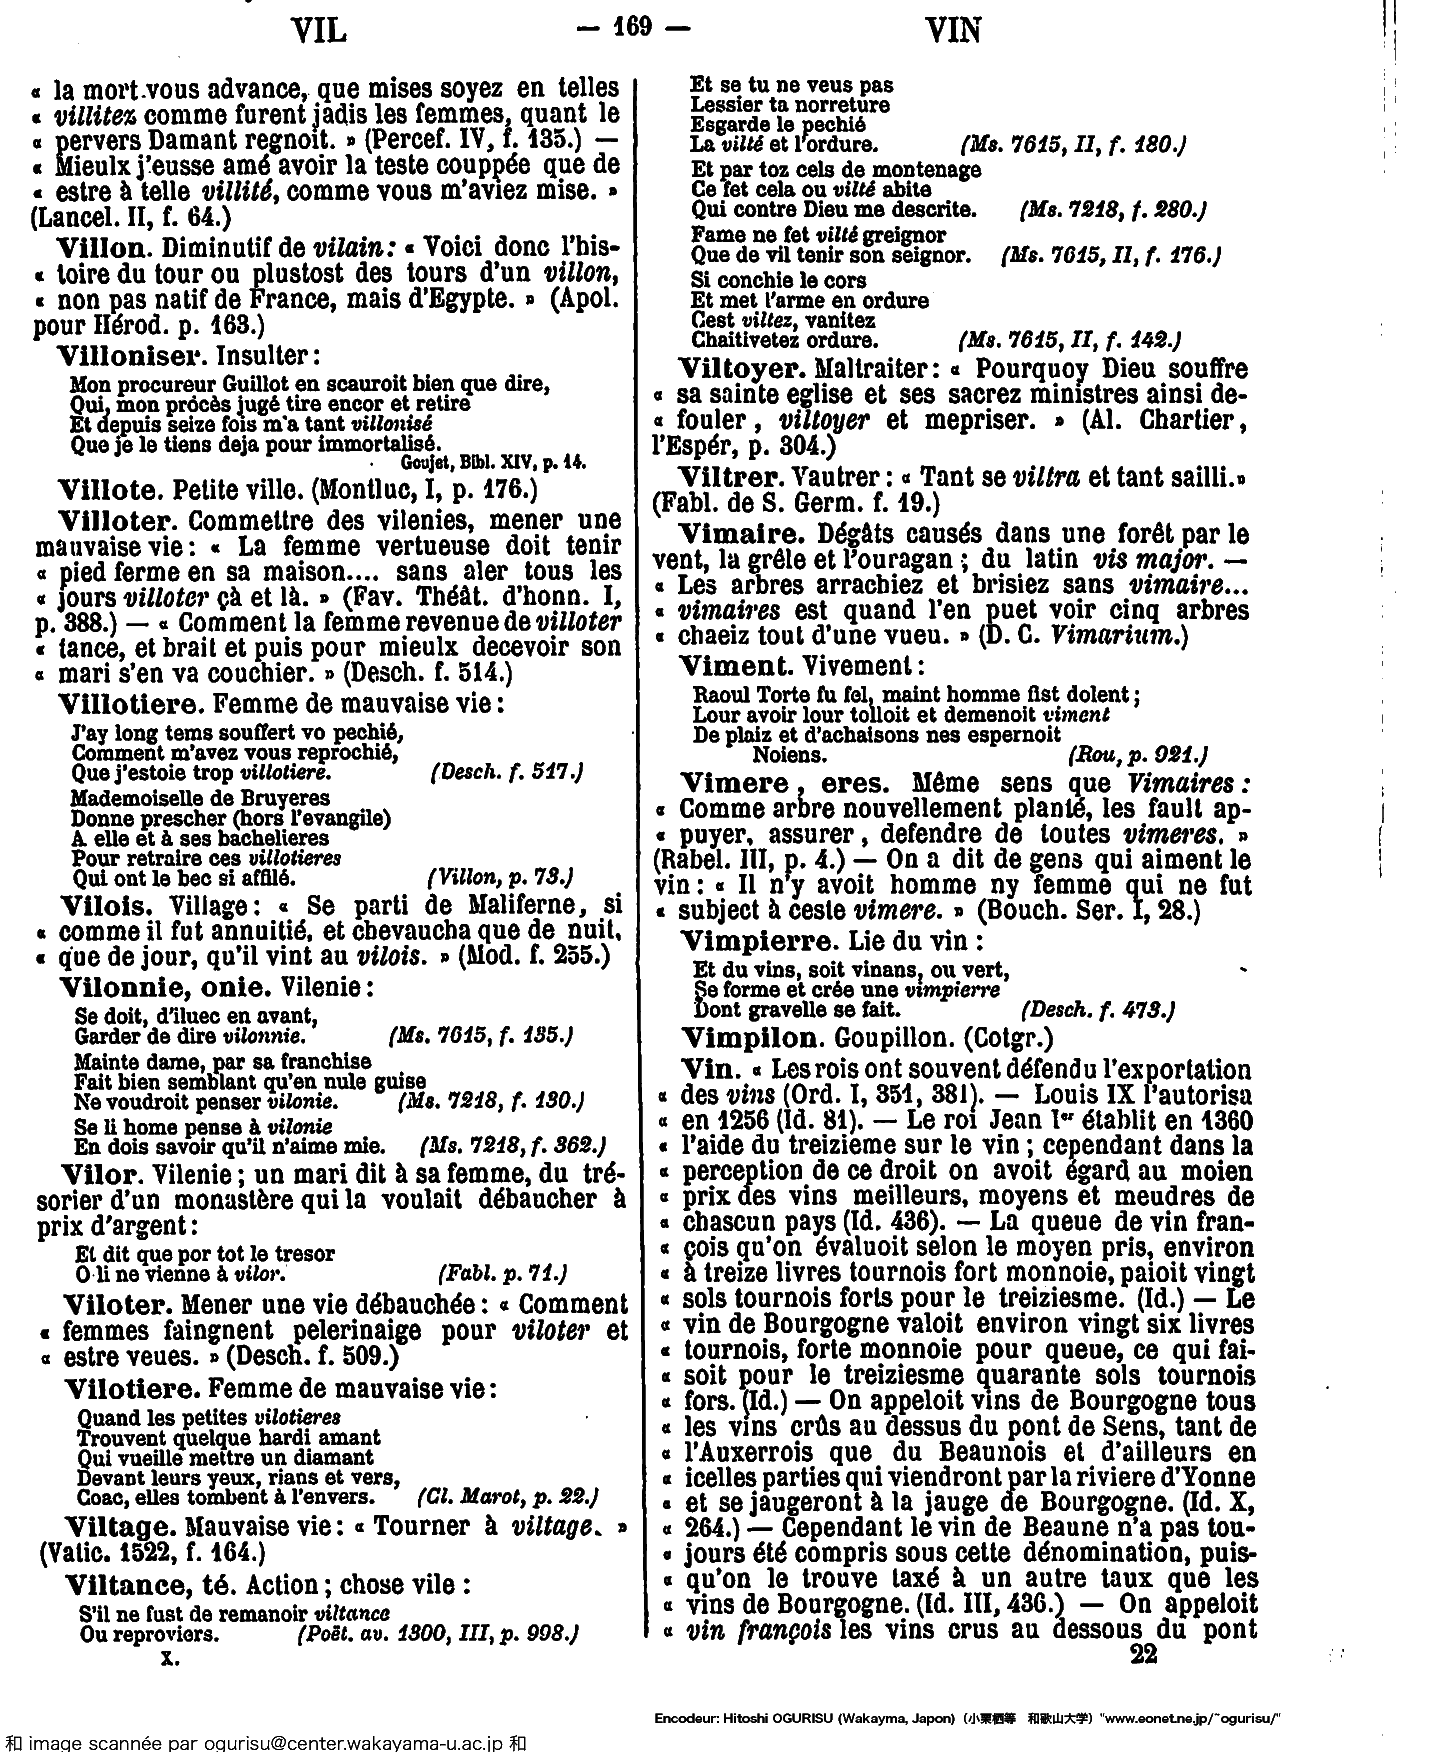 VIL — 169 — VIN
« la mort vous advance, que mises soyez en telles
« villitez comme furent jadis les femmes, quant le
« pervers Damant regnoit. » (Percef. IV, f. 135.) —
« Mieulx j'eusse amé avoir la teste couppée que de
« estre à telle villité, comme vous m'aviez mise. »
(Lancel. II, f. 64.)
Villon. Diminutif de vilain : « Voici donc l'his-
« toire du tour ou plustost des tours d'un villon,
« non pas natif de France, mais d'Egypte. » (Apol.
pour Hérod. p. 163.)
Villoniser. Insulter :
Mon procureur Guillot en scauroit bien que dire,
Qui, mon prócès jugé tire encor et retire
Et depuis seize fois m'a tant villonisé
Que je le tiens deja pour immortalisé.
Goujet, Bibl. XIV, p. 14.
Villote. Petite ville. (Montluc, I, p. 176.)
Villoter. Commettre des vilenies, mener une
mauvaise vie : « La femme vertueuse doit tenir
« pied ferme en sa maison.... sans aler tous les
« jours villoter çà et là. » (Fav. Théât. d'honn. I,
p. 388.) — « Comment la femme revenue de villoter
« tance, et brait et puis pour mieulx decevoir son
« mari s'en va couchier. » (Desch. f. 514.)
Villotiere. Femme de mauvaise vie :
J'ay long tems souffert vo pechié,
Comment m'avez vous reprochié,
Que j'estoie trop villotiere. (Desch. f. 517.)
Mademoiselle de Bruyeres
Donne prescher (hors l'evangile)
A elle et à ses bachelieres
Pour retraire ces villotieres
Qui ont le bec si affilé. (Villon, p. 73.)
Vilois. Village : « Se parti de Maliferne, si
« comme il fut annuitié, et chevaucha que de nuit,
« que de jour, qu'il vint au vilois. » (Mod. f. 255.)
Vilonnie, onie. Vilenie :
Se doit, d'iluec en avant,
Garder de dire vilonnie. (Ms. 7615, f. 135.)
Mainte dame, par sa franchise
Fait bien semblant qu'en nule guise
Ne voudroit penser vilonie. (Ms. 7218, f. 130.)
Se li home pense à vilonie
En dois savoir qu'il n'aime mie. (Ms. 7218, f. 362.)
Vilor. Vilenie ; un mari dit à sa femme, du tré-
sorier d'un monastère qui la voulait débaucher à
prix d'argent :
Et dit que por tot le tresor
O li ne vienne à vilor. (Fabl. p. 71.)
Viloter. Mener une vie débauchée : « Comment
« femmes faingnent pelerinaige pour viloter et
« estre veues. » (Desch. f. 509.)
Vilotiere. Femme de mauvaise vie :
Quand les petites vilotieres
Trouvent quelque hardi amant
Qui vueille mettre un diamant
Devant leurs yeux, rians et vers,
Coac, elles tombent à l'envers. (Cl. Marot, p. 22.)
Viltage. Mauvaise vie : « Tourner à viltage. »
(Vatic. 1522, f. 164.)
Viltance, té. Action ; chose vile :
S'il ne fust de remanoir viltance
Ou reproviers. (Poët. av. 1300, III, p. 998.)
X.
Et se tu ne veus pas
Lessier ta norreture
Esgarde le pechié
La vilté et l'ordure. (Ms. 7615, II, f. 180.)
Et par toz cels de montenage
Ce fet cela ou vilté abite
Qui contre Dieu me descrite. (Ms. 7218, f. 280.)
Fame ne fet vilté greignor
Que de vil tenir son seignor. (Ms. 7615, II, f. 176.)
Si conchie le cors
Et met l'arme en ordure
Cest viltez, vanitez
Chaitivetez ordure. (Ms. 7615, II, f. 142.)
Viltoyer. Maltraiter : « Pourquoy Dieu souffre
« sa sainte eglise et ses sacrez ministres ainsi de-
« fouler , viltoyer et mepriser. » (Al. Chartier,
l'Espér, p. 304.)
Viltrer. Vautrer : « Tant se viltra et tant sailli.»
(Fabl. de S. Germ. f. 19.)
Vimaire. Dégâts causés dans une forêt par le
vent, la grêle et l'ouragan ; du latin vis major. —
« Les arbres arrachiez et brisiez sans vimaire...
« vimaires est quand l'en puet voir cinq arbres
« chaeiz tout d'une vueu. » (D. C. Vimarium.)
Viment. Vivement :
Raoul Torte fu fel, maint homme fist dolent ;
Lour avoir lour tolloit et demenoit viment
De plaiz et d'achaisons nes espernoit
Noiens. (Rou, p. 921.)
Vimere , eres. Même sens que Vimaires :
« Comme arbre nouvellement planté, les fault ap-
« puyer, assurer , defendre de toutes vimeres. »
(Rabel. III, p. 4.) — On a dit de gens qui aiment le
vin : « Il n'y avoit homme ny femme qui ne fut
« subject à ceste vimere. » (Bouch. Ser. I, 28.)
Vimpierre. Lie du vin :
Et du vins, soit vinans, ou vert,
Se forme et crée une vimpierre
Dont gravelle se fait. (Desch. f. 473.)
Vimpilon. Goupillon. (Cotgr.)
Vin. « Les rois ont souvent défendu l'exportation
« des vins (Ord. I, 351, 381). — Louis IX l'autorisa
« en 1256 (Id. 81). — Le roi Jean Ier établit en 1360
« l'aide du treizieme sur le vin ; cependant dans la
« perception de ce droit on avoit égard au moien
« prix des vins meilleurs, moyens et meudres de
« chascun pays (Id. 436). — La queue de vin fran-
« çois qu'on évaluoit selon le moyen pris, environ
« à treize livres tournois fort monnoie, paioit vingt
« sols tournois forts pour le treiziesme. (Id.) — Le
« vin de Bourgogne valoit environ vingt six livres
« tournois, forte monnoie pour queue, ce qui fai-
« soit pour le treiziesme quarante sols tournois
« fors. (Id.) — On appeloit vins de Bourgogne tous
« les vins crûs au dessus du pont de Sens, tant de
« l'Auxerrois que du Beaunois et d'ailleurs en
« icelles parties qui viendront par la riviere d'Yonne
« et se jaugeront à la jauge de Bourgogne. (Id. X,
« 264.) — Cependant le vin de Beaune n'a pas tou-
« jours été compris sous cette dénomination, puis-
« qu'on le trouve taxé à un autre taux que les
« vins de Bourgogne. (Id. III, 436.) — On appeloit
« vin françois les vins crus au dessous du pont
22
Encodeur: Hitoshi OGURISU (Wakayma, Japon) (小栗栖等 和歌山大学) "www.eonet.ne.jp/~ogurisu/"
和 image scannée par ogurisu@center.wakayama-u.ac.jp 和